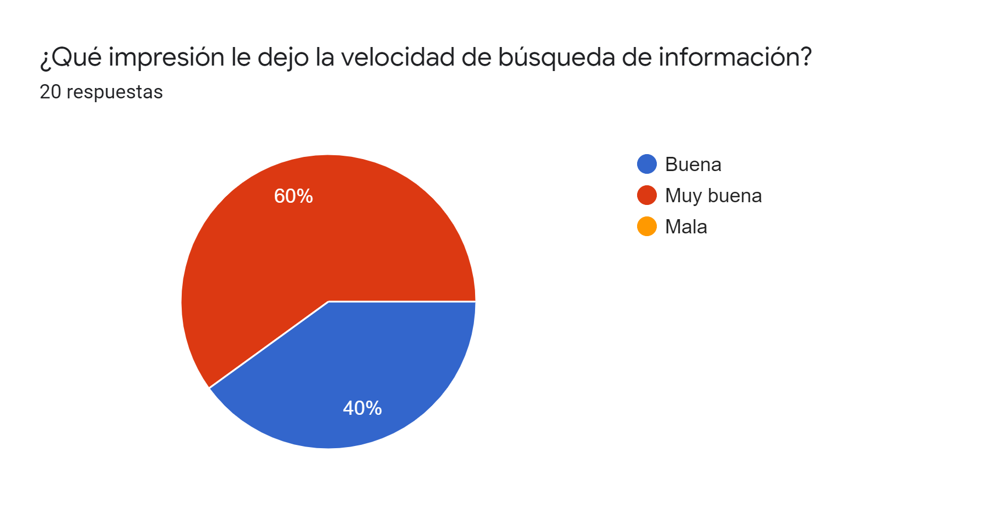 ¿Qué impresión le dejo la velocidad de búsqueda de información?
20 respuestas
60%
40%
Buena
Muy buena
Mala